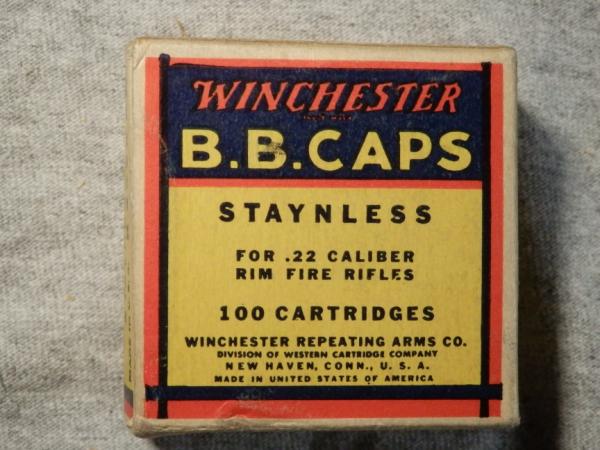 WINCHESTER
B.B.CAPS
STAYNLESS
FOR .22 CALIBER
RIM FIRE RIFLES
100 CARTRIDGES
WINCHESTER REPEATING ARMS CO.
DIVISION OF WESTERN CARTRIDGE COMPANY
NEW HAVEN, CONN., U. S. A.
MADE IN UNITED STATES OF AMERICA